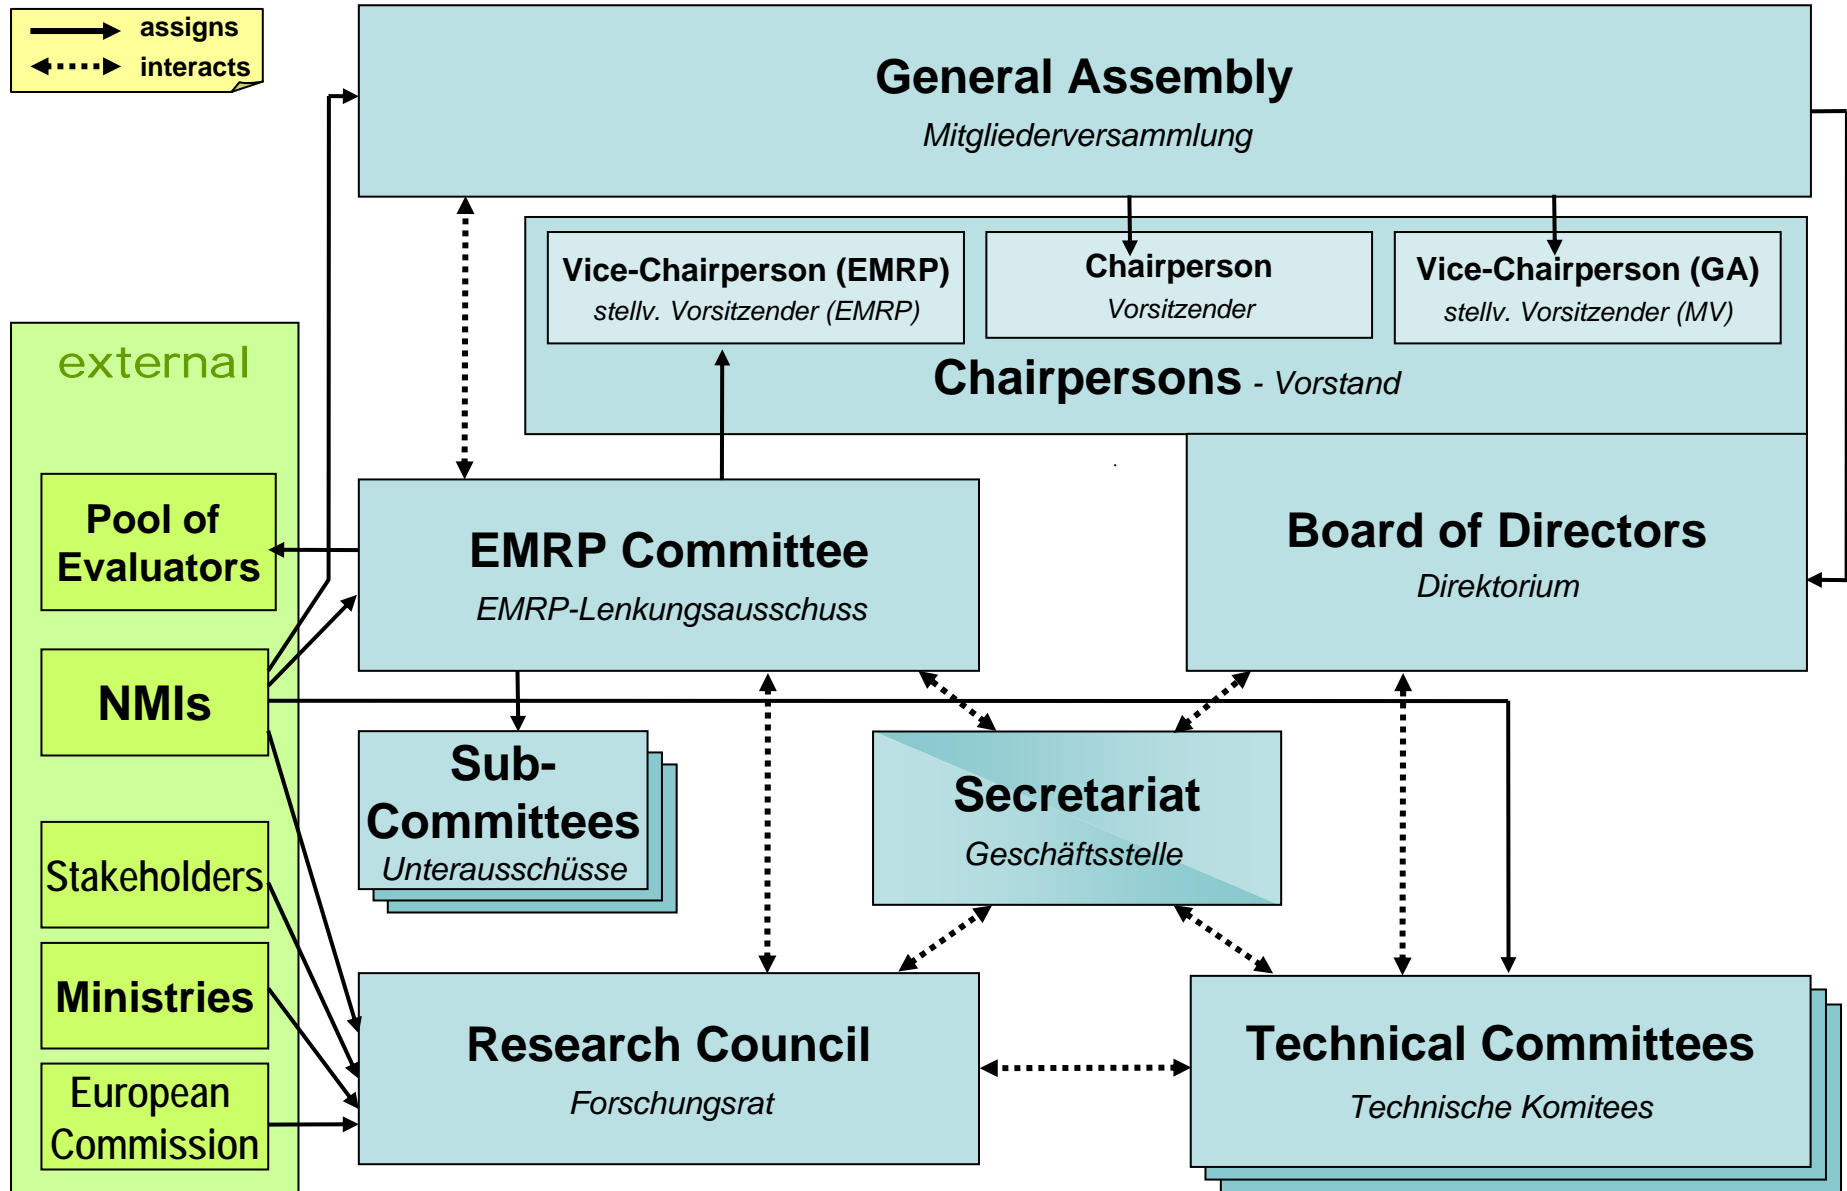 assigns
interacts
General Assembly
Mitgliederversammlung
Vice-Chairperson (EMRP)
stellv. Vorsitzender (EMRP)
Chairperson
Vorsitzender
Vice-Chairperson (GA)
stellv. Vorsitzender (MV)
Chairpersons - Vorstand
external
Pool of
Evaluators
NMIs
Stakeholders
Ministries
European
Commission
EMRP Committee
EMRP-Lenkungsausschuss
Board of Directors
Direktorium
Sub-
Committees
Unterausschüsse
Secretariat
Geschäftsstelle
Research Council
Forschungsrat
Technical Committees
Technische Komitees